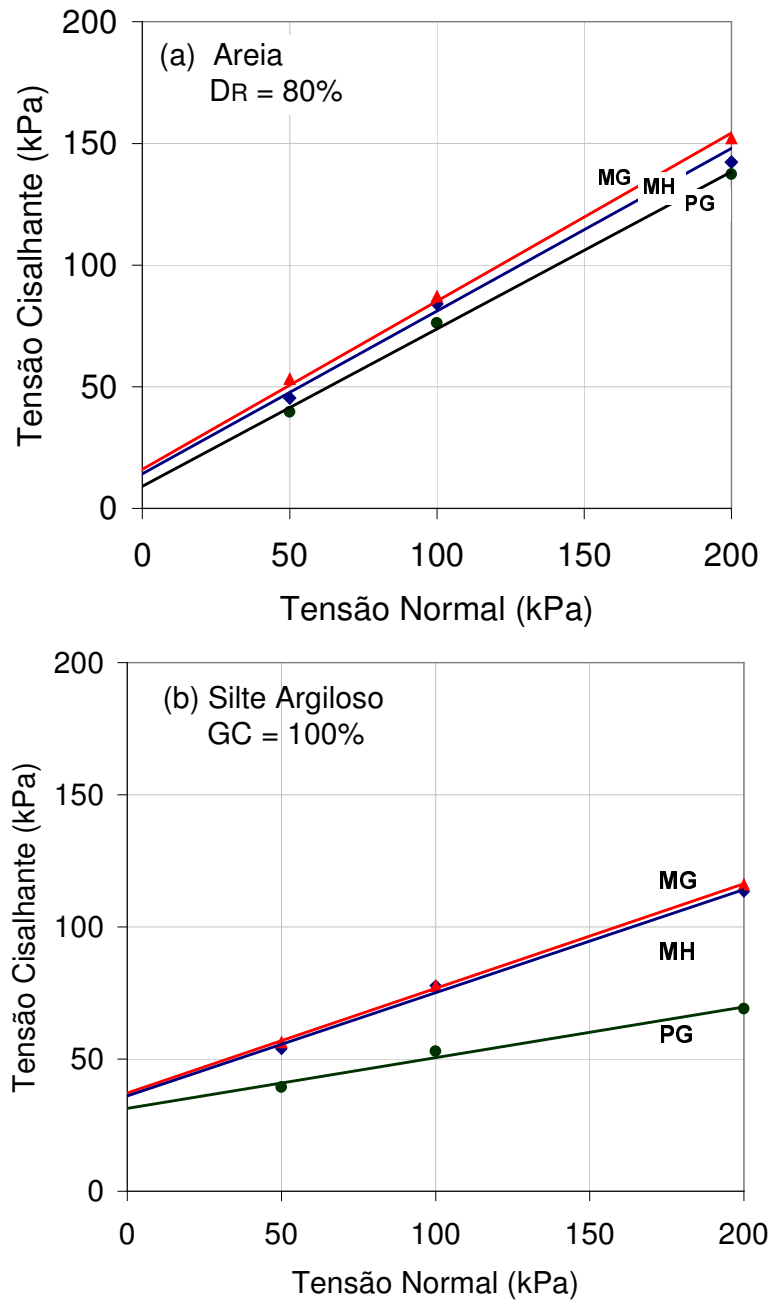 200
150
100
50
0
Tensão Cisalhante (kPa)
(a) Areia
DR = 80%
MG
MH
PG
0
50
100
150
200
Tensão Normal (kPa)
200
150
100
50
0
Tensão Cisalhante (kPa)
(b) Silte Argiloso
GC = 100%
MG
MH
PG
0
50
100
150
200
Tensão Normal (kPa)